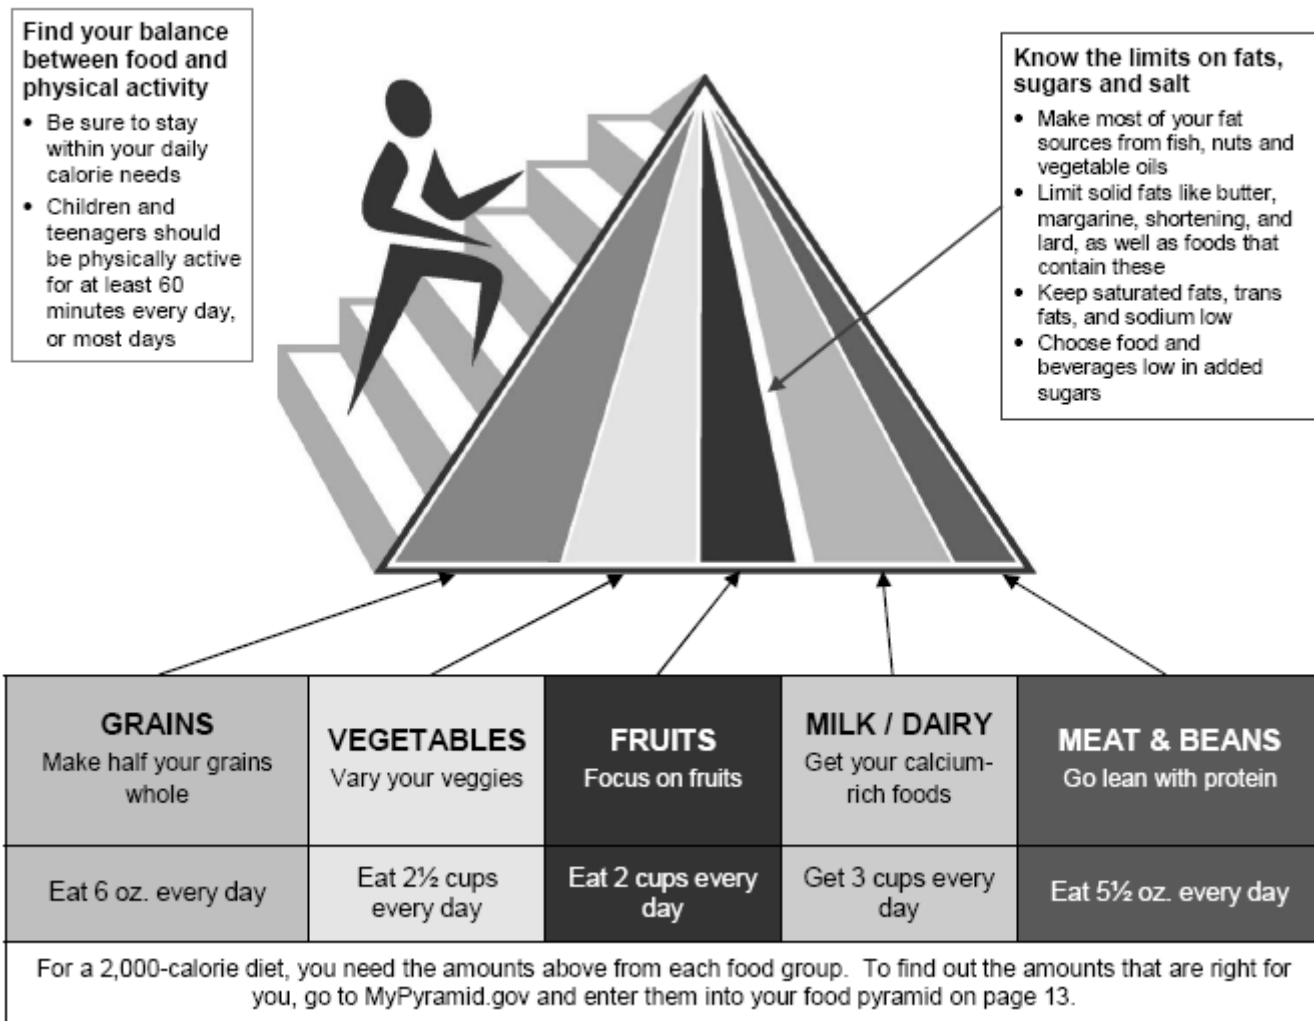 Find your balance
between food and
physical activity
• Be sure to stay
within your daily
calorie needs
• Children and
teenagers should
be physically active
for at least 60
minutes every day,
or most days
Know the limits on fats,
sugars and salt
• Make most of your fat
sources from fish, nuts and
vegetable oils
• Limit solid fats like butter,
margarine, shortening, and
lard, as well as foods that
contain these
• Keep saturated fats, trans
fats, and sodium low
• Choose food and
beverages low in added
sugars
GRAINS
Make half your grains
whole
VEGETABLES
Vary your veggies
FRUITS
Focus on fruits
MILK / DAIRY
Get your calcium-
rich foods
MEAT & BEANS
Go lean with protein
Eat 6 oz. every day
Eat 2½ cups
every day
Eat 2 cups every
day
Get 3 cups every
day
Eat 5½ oz. every day
For a 2,000-calorie diet, you need the amounts above from each food group. To find out the amounts that are right for
you, go to MyPyramid.gov and enter them into your food pyramid on page 13.